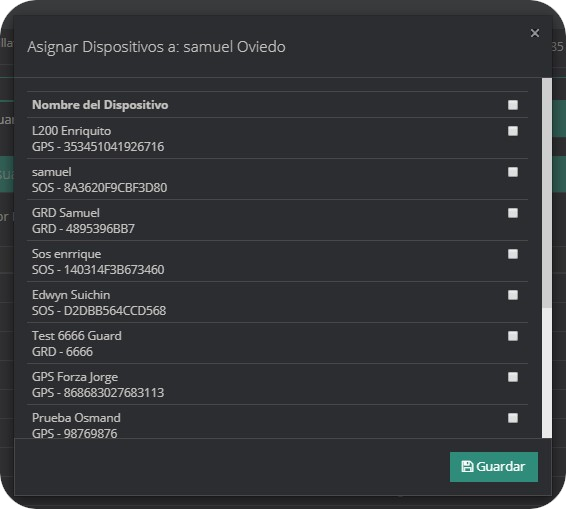 Asignar Dispositivos a: samuel Oviedo
×
Nombre del Dispositivo
L200 Enriquito
GPS - 353451041926716
samuel
SOS - 8A3620F9CBF3D80
GRD Samuel
GRD - 4895396BB7
Sos enrrique
SOS - 140314F3B673460
Edwyn Suichin
SOS - D2DBB564CCD568
Test 6666 Guard
GRD - 6666
GPS Forza Jorge
GPS - 868683027683113
Prueba Osmand
GPS - 98769876
Guardar